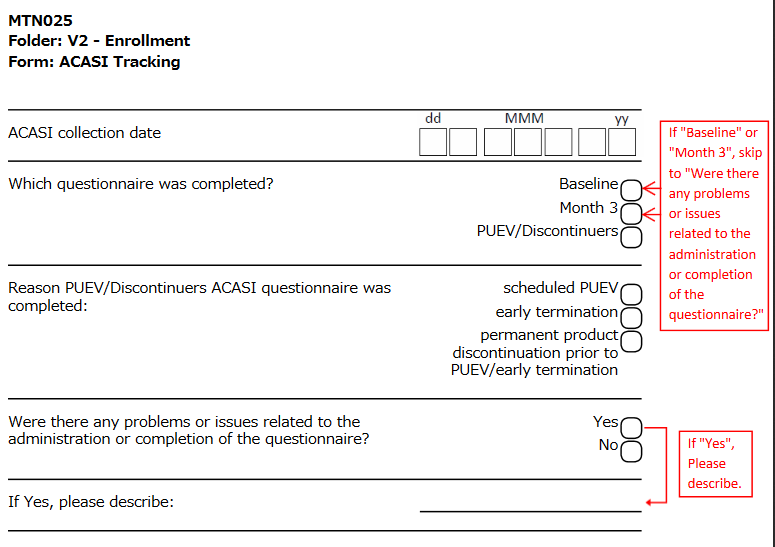 MTN025
Folder: V2 - Enrollment
Form: ACASI Tracking
dd MMM yy
ACASI collection date
Which questionnaire was completed?
Baseline
Month 3
PUEV/Discontinuers
If "Baseline" or
"Month 3", skip
to "Were there
any problems
or issues
related to the
administration
or completion
of the
questionnaire?"
Reason PUEV/Discontinuers ACASI questionnaire was
completed:
scheduled PUEV
early termination
permanent product
discontinuation prior to
PUEV/early termination
Were there any problems or issues related to the
administration or completion of the questionnaire?
Yes
No
If "Yes",
Please
describe.
If Yes, please describe: